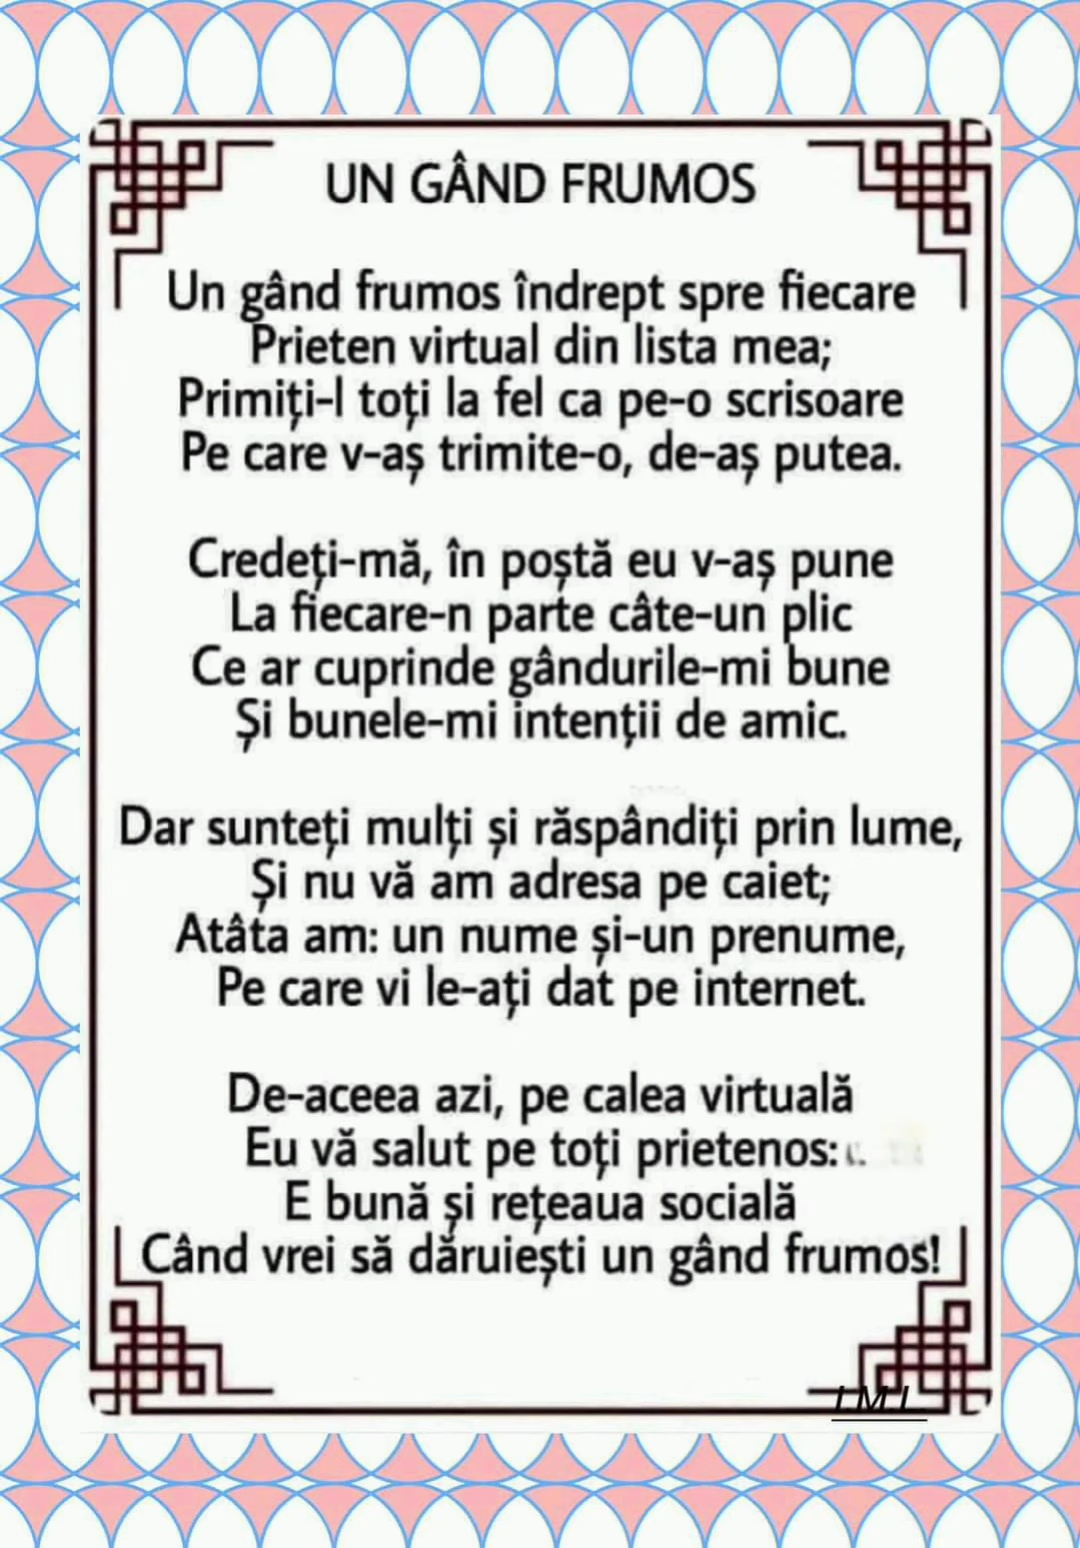 UN GÂND FRUMOS
Un gând frumos îndrept spre fiecare
Prieten virtual din lista mea;
Primiți-l toți la fel ca pe-o scrisoare
Pe care v-aș trimite-o, de-aș putea.
Credeți-mă, în poștă eu v-aș pune
La fiecare-n parte câte-un plic
Ce ar cuprinde gândurile-mi bune
Și bunele-mi intenții de amic.
Dar sunteți mulți și răspândiți prin lume,
Și nu vă am adresa pe caiet;
Atâta am: un nume și-un prenume,
Pe care vi le-ați dat pe internet.
De-aceea azi, pe calea virtuală
Eu vă salut pe toți prietenos:
E bună și rețeaua socială
Când vrei să dăruiești un gând frumos!
I.M.L.